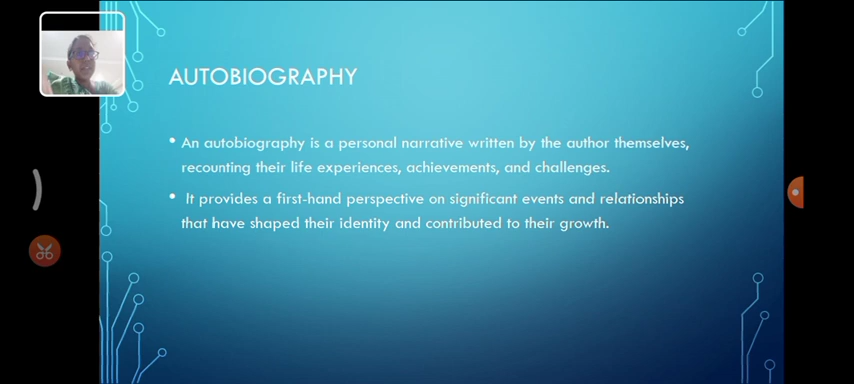 AUTOBIOGRAPHY
• An autobiography is a personal narrative written by the author themselves,
recounting their life experiences, achievements, and challenges.
• It provides a first-hand perspective on significant events and relationships
that have shaped their identity and contributed to their growth.